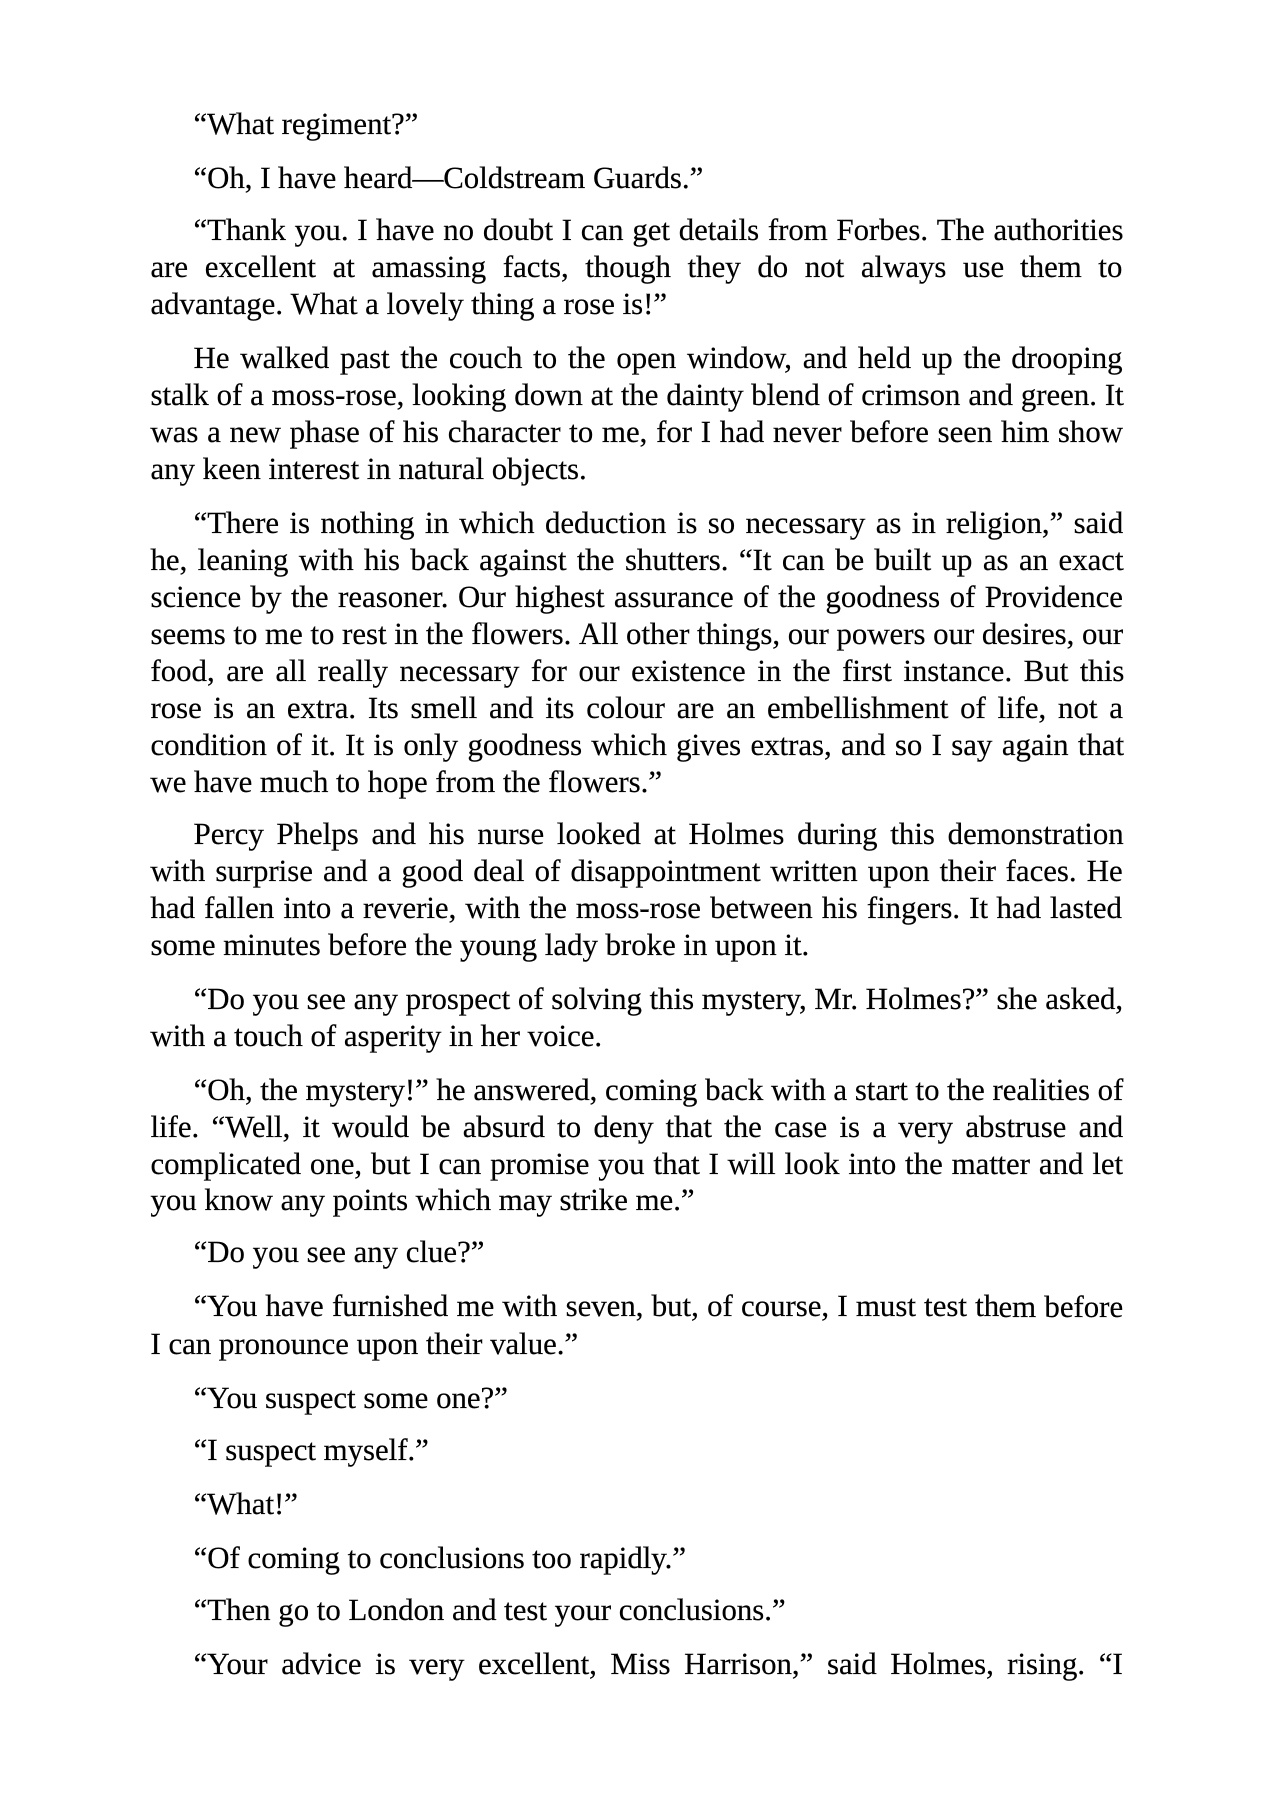 “What regiment?”
“Oh, I have heard—Coldstream Guards.”
“Thank you. I have no doubt I can get details from Forbes. The authorities
are excellent at amassing facts, though they do not always use them to
advantage. What a lovely thing a rose is!”
He walked past the couch to the open window, and held up the drooping
stalk of a moss-rose, looking down at the dainty blend of crimson and green. It
was a new phase of his character to me, for I had never before seen him show
any keen interest in natural objects.
“There is nothing in which deduction is so necessary as in religion,” said
he, leaning with his back against the shutters. “It can be built up as an exact
science by the reasoner. Our highest assurance of the goodness of Providence
seems to me to rest in the flowers. All other things, our powers our desires, our
food, are all really necessary for our existence in the first instance. But this
rose is an extra. Its smell and its colour are an embellishment of life, not a
condition of it. It is only goodness which gives extras, and so I say again that
we have much to hope from the flowers.”
Percy Phelps and his nurse looked at Holmes during this demonstration
with surprise and a good deal of disappointment written upon their faces. He
had fallen into a reverie, with the moss-rose between his fingers. It had lasted
some minutes before the young lady broke in upon it.
“Do you see any prospect of solving this mystery, Mr. Holmes?” she asked,
with a touch of asperity in her voice.
“Oh, the mystery!” he answered, coming back with a start to the realities of
life. “Well, it would be absurd to deny that the case is a very abstruse and
complicated one, but I can promise you that I will look into the matter and let
you know any points which may strike me.”
“Do you see any clue?”
“You have furnished me with seven, but, of course, I must test them before
I can pronounce upon their value.”
“You suspect some one?”
“I suspect myself.”
“What!”
“Of coming to conclusions too rapidly.”
“Then go to London and test your conclusions.”
“Your advice is very excellent, Miss Harrison,” said Holmes, rising. “I